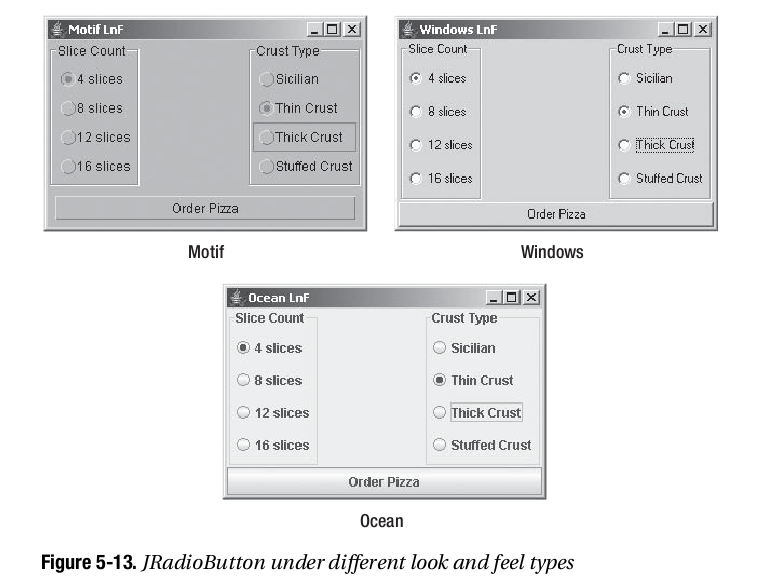 Motif LnF
Slice Count
4 slices
8 slices
12 slices
16 slices
Crust Type
Sicilian
Thin Crust
Thick Crust
Stuffed Crust
Order Pizza
Motif
Windows LnF
Slice Count
4 slices
8 slices
12 slices
16 slices
Crust Type
Sicilian
Thin Crust
Thick Crust
Stuffed Crust
Order Pizza
Windows
Ocean LnF
Slice Count
4 slices
8 slices
12 slices
16 slices
Crust Type
Sicilian
Thin Crust
Thick Crust
Stuffed Crust
Order Pizza
Ocean
Figure 5-13. JRadioButton under different look and feel types